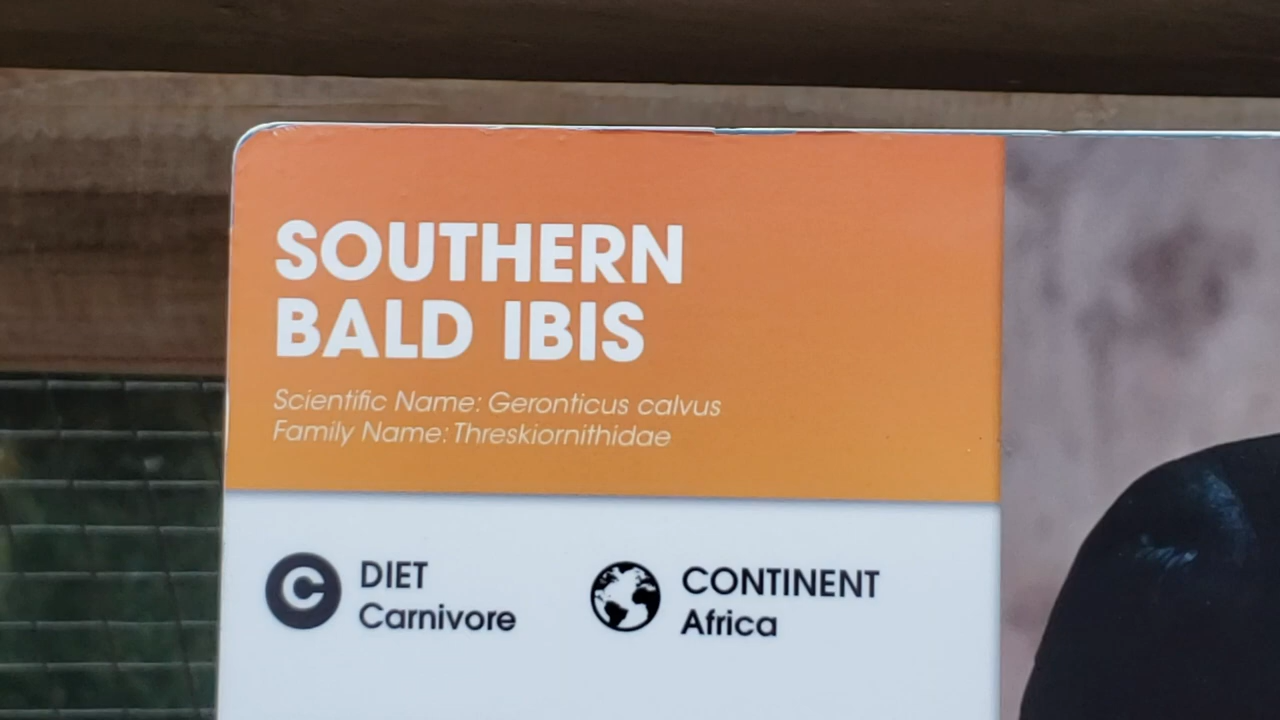 SOUTHERN
BALD IBIS
Scientific Name: Geronticus calvus
Family Name: Threskiornithidae
C
DIET
Carnivore
CONTINENT
Africa